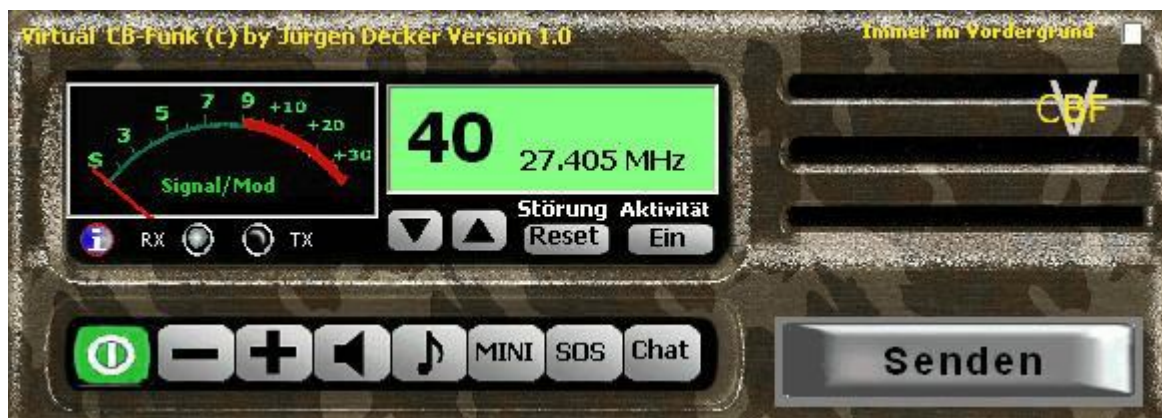 Virtual CB-Funk (c) by Jürgen Decker Version 1.0
Immer im Vordergrund
S 3 5 7 9 +10 +20 +30
Signal/Mod
40
27.405 MHz
CBF
V
i
RX
TX
Störung
Aktivität
Reset
Ein
MINI
SOS
Chat
Senden